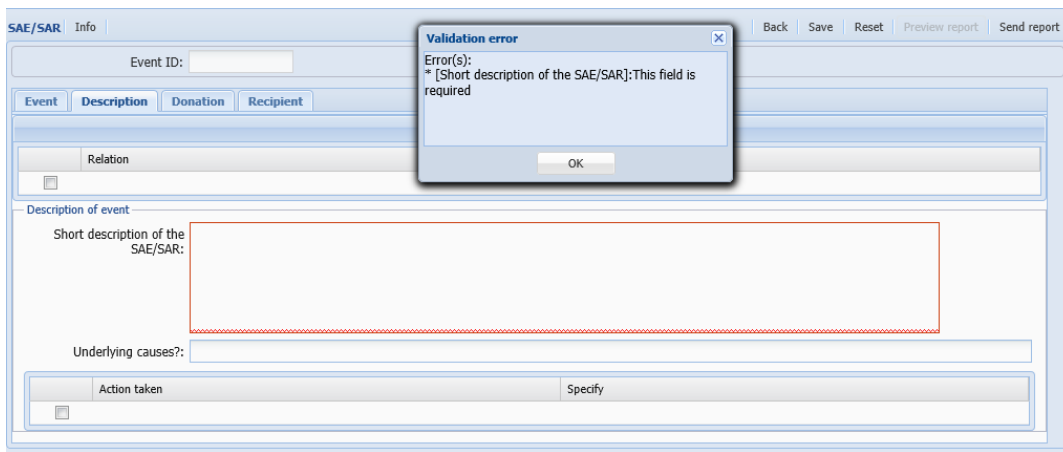 SAE/SAR Info Back Save Reset Preview report Send report
Validation error
Error(s):
* [Short description of the SAE/SAR]:This field is
required
OK
Event ID:
Event Description Donation Recipient
Relation
Description of event
Short description of the
SAE/SAR:
Underlying causes?:
Action taken Specify